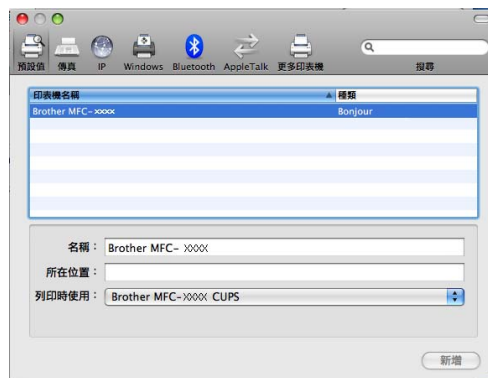 預設值 傳真 IP Windows Bluetooth AppleTalk 更多印表機 搜尋
印表機名稱 種類
Brother MFC-xxxx Bonjour
名稱： Brother MFC- XXXX
所在位置：
列印時使用： Brother MFC-XXXX CUPS
新增